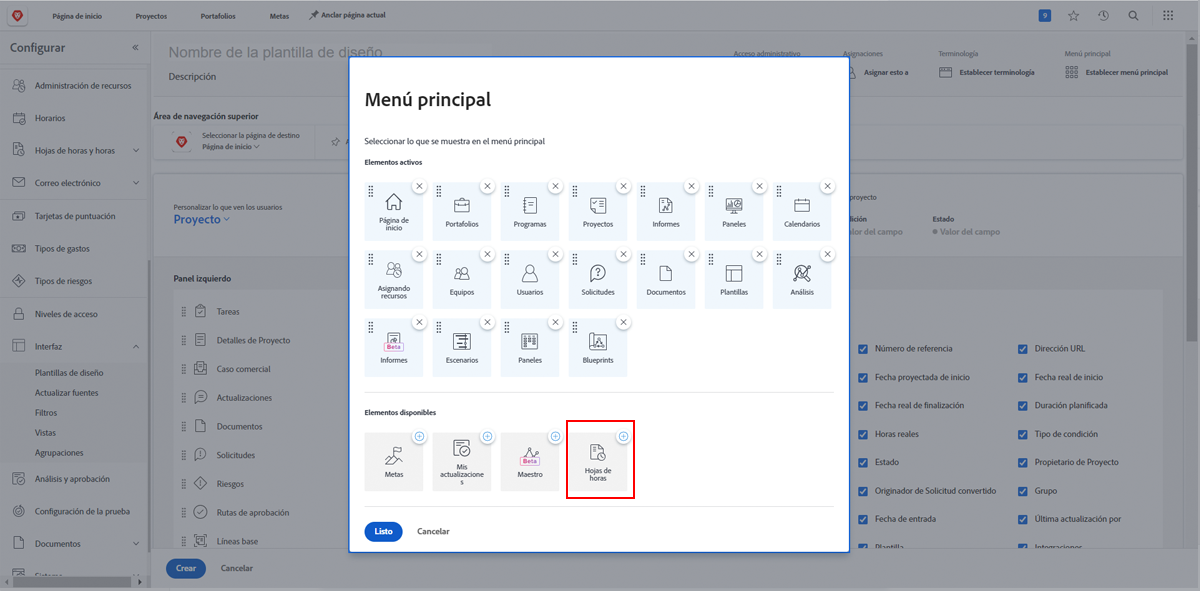 Página de inicio
Proyectos
Portafolios
Metas
Anclar página actual
9
Configurar
Administración de recursos
Horarios
Hojas de horas y horas
Correo electrónico
Tarjetas de puntuación
Tipos de gastos
Tipos de riesgos
Niveles de acceso
Interfaz
Plantillas de diseño
Actualizar fuentes
Filtros
Vistas
Agrupaciones
Análisis y aprobación
Configuración de la prueba
Documentos
Nombre de la plantilla de diseño
Descripción
Acceso administrativo
Asignaciones
Asignar esto a
Terminología
Establecer terminología
Menú principal
Establecer menú principal
Área de navegación superior
Seleccionar la página de destino
Página de inicio
Personalizar lo que ven los usuarios
Proyecto
proyecto
Estado
alor del campo
Valor del campo
Panel izquierdo
Tareas
Detalles de Proyecto
Caso comercial
Actualizaciones
Documentos
Solicitudes
Riesgos
Rutas de aprobación
Líneas base
Menú principal
Seleccionar lo que se muestra en el menú principal
Elementos activos
Página de
inicio
Portafolios
Programas
Proyectos
Informes
Paneles
Calendarios
Asignando
recursos
Equipos
Usuarios
Solicitudes
Documentos
Plantillas
Análisis
Beta
Informes
Escenarios
Paneles
Blueprints
Elementos disponibles
Metas
Mis
actualizacione
s
Beta
Maestro
Hojas de
horas
Listo
Cancelar
Número de referencia
Dirección URL
Fecha proyectada de inicio
Fecha real de inicio
Fecha real de finalización
Duración planificada
Horas reales
Tipo de condición
Estado
Propietario de Proyecto
Originador de Solicitud convertido
Grupo
Fecha de entrada
Última actualización por
Plantilla
Integraciones
Crear
Cancelar